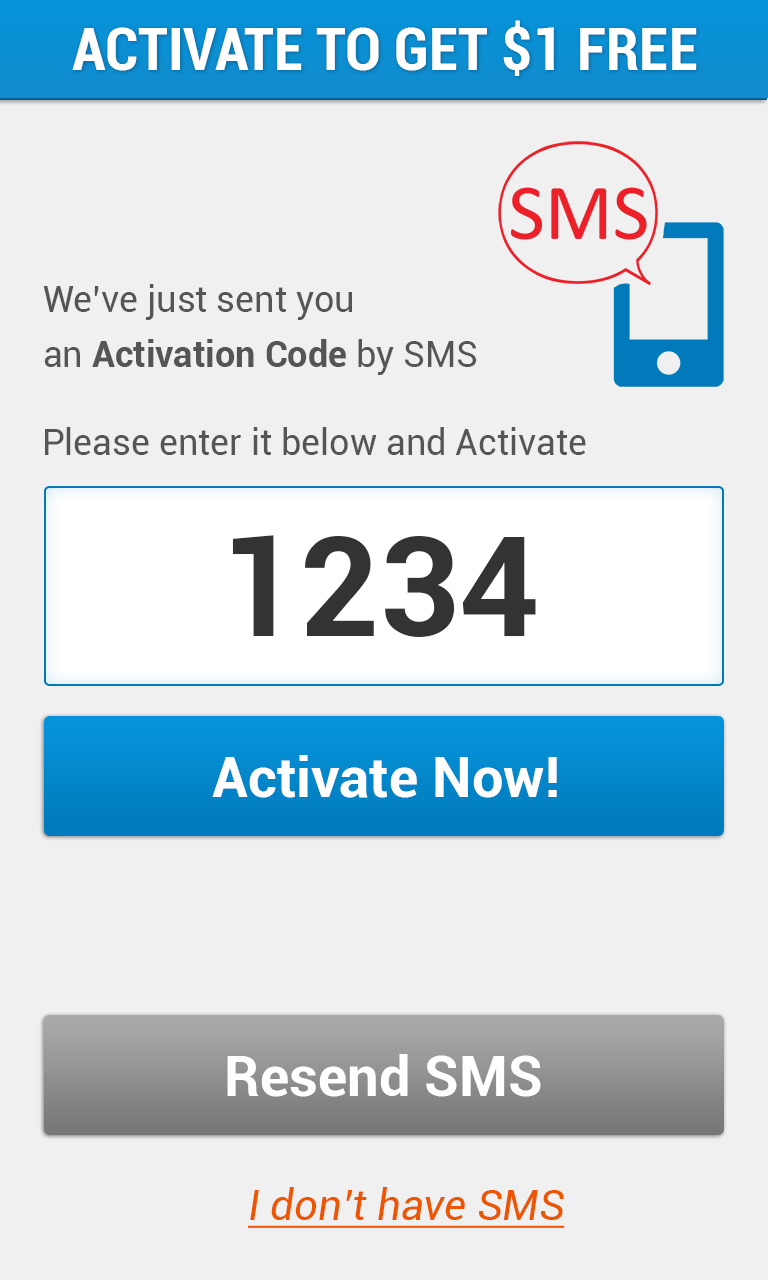 ACTIVATE TO GET $1 FREE
SMS
We've just sent you
an Activation Code by SMS
Please enter it below and Activate
1234
Activate Now!
Resend SMS
I don't have SMS